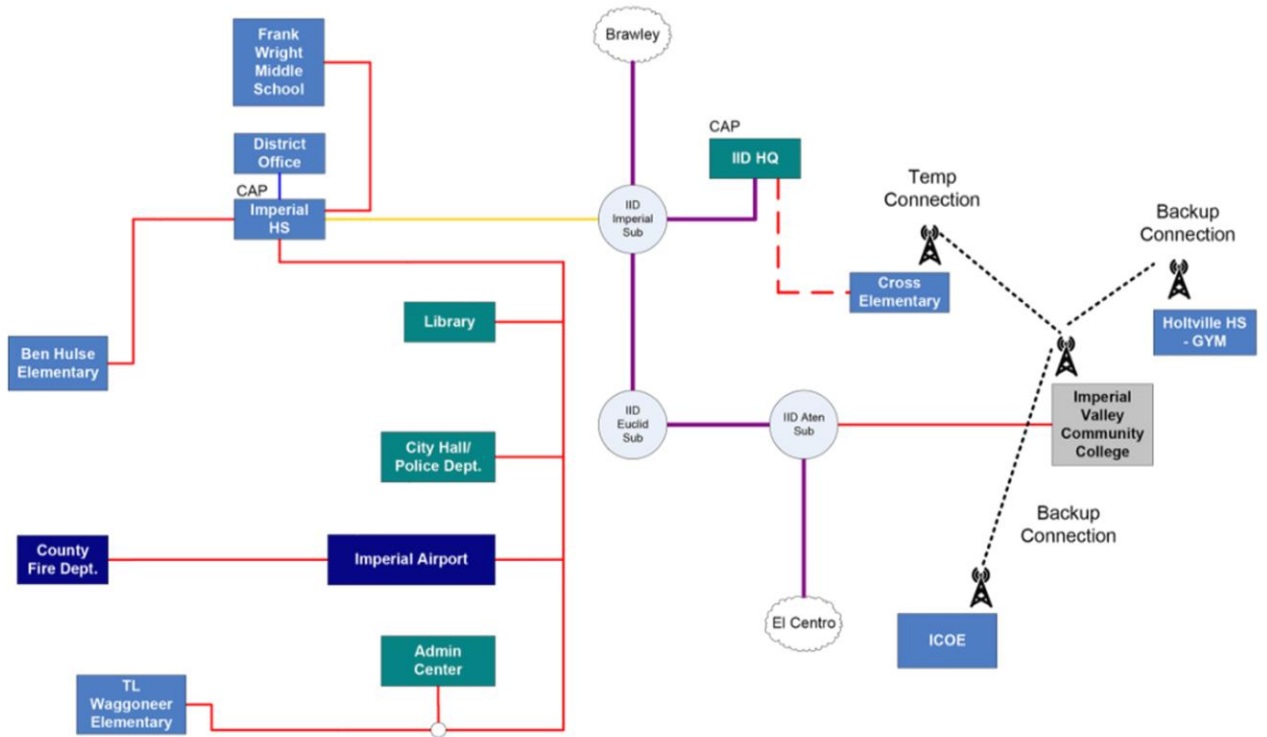 Frank
Wright
Middle
School
Brawley
CAP
IID HQ
District
Office
CAP
Imperial
HS
IID
Imperial
Sub
Temp
Connection
Backup
Connection
Cross
Elementary
Holtville HS
- GYM
Library
Ben Hulse
Elementary
IID
Euclid
Sub
IID Aten
Sub
Imperial
Valley
Community
College
City Hall/
Police Dept.
Backup
Connection
County
Fire Dept.
Imperial Airport
El Centro
ICOE
Admin
Center
TL
Waggoneer
Elementary